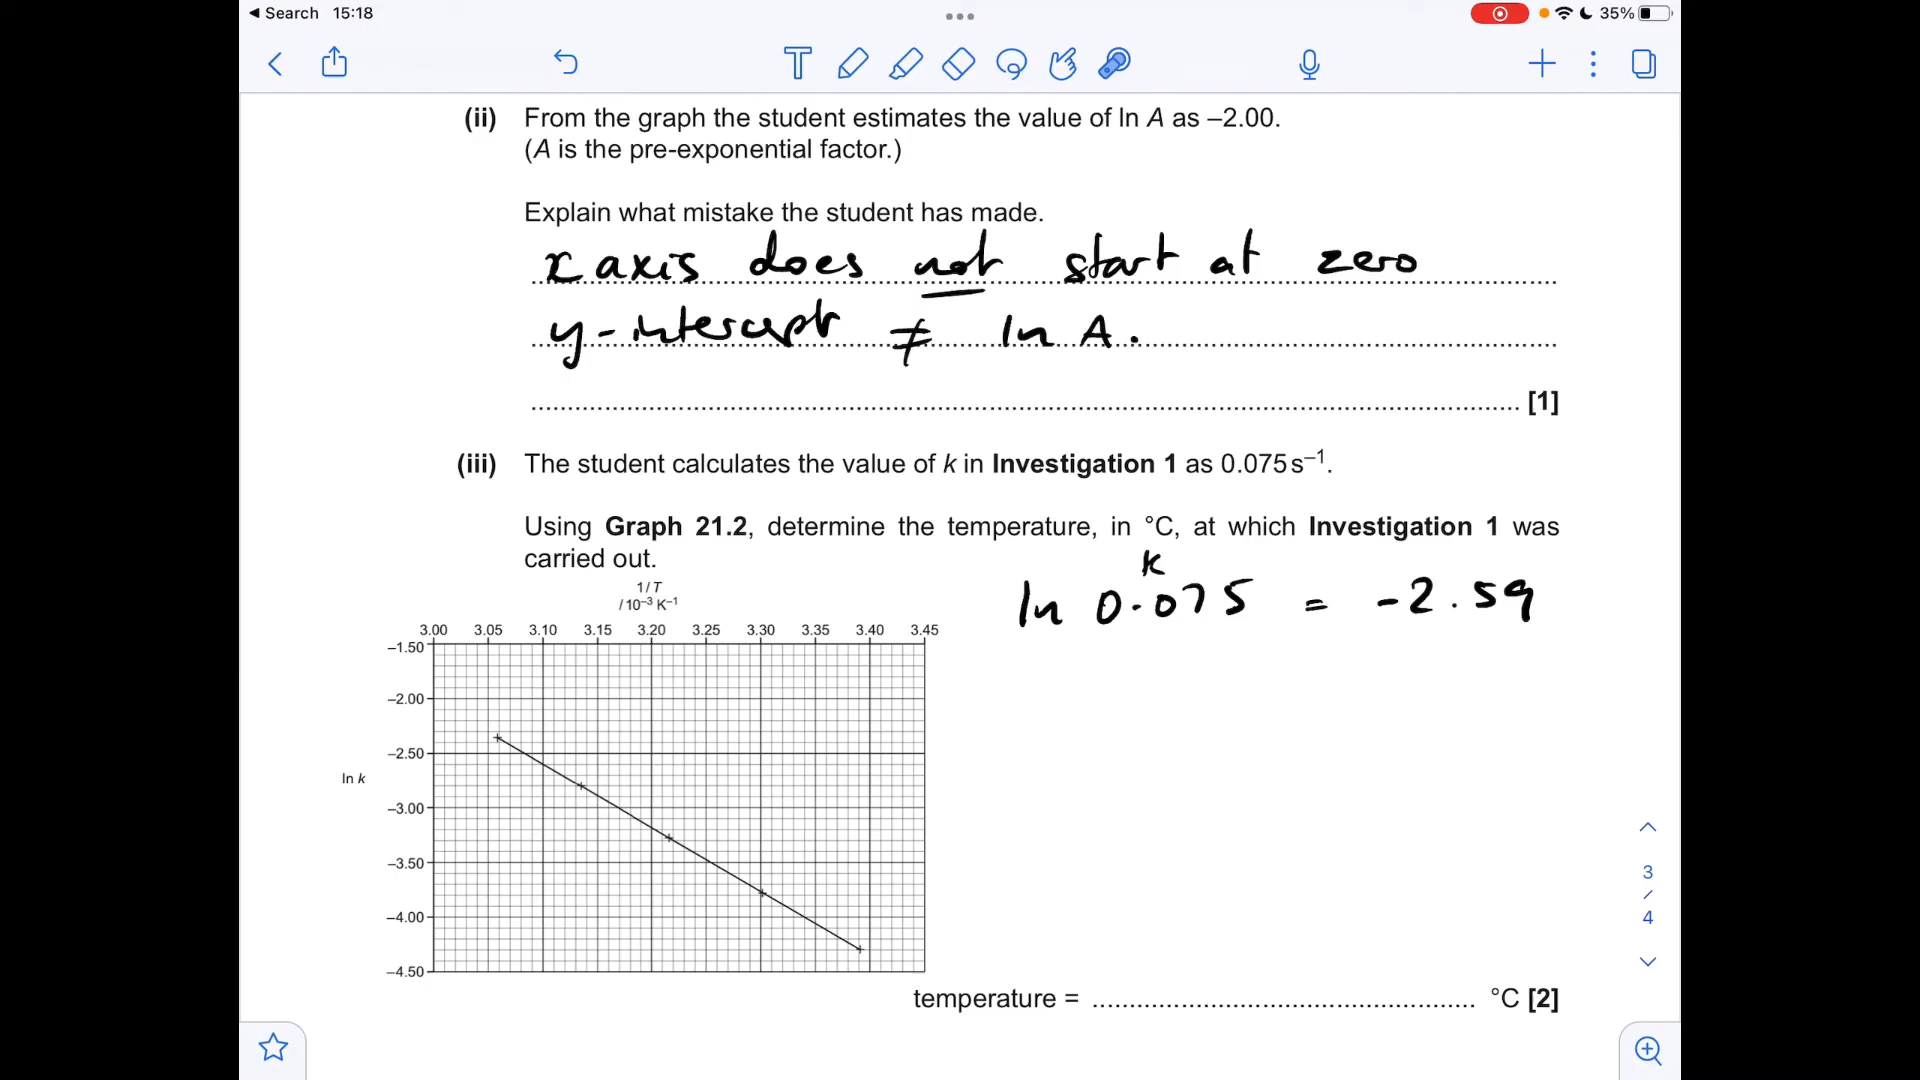 Search 15:18
35%
(ii) From the graph the student estimates the value of ln A as –2.00.
(A is the pre-exponential factor.)
Explain what mistake the student has made.
x axis does not start at zero
y-intercept ≠ ln A.
[1]
(iii) The student calculates the value of k in Investigation 1 as 0.075 s⁻¹.
Using Graph 21.2, determine the temperature, in °C, at which Investigation 1 was
carried out.
k
ln 0.075 = -2.59
1/T
/10⁻³ K⁻¹
3.00 3.05 3.10 3.15 3.20 3.25 3.30 3.35 3.40 3.45
–1.50
–2.00
–2.50
ln k
–3.00
–3.50
–4.00
–4.50
3
/
4
temperature = .................................................... °C [2]